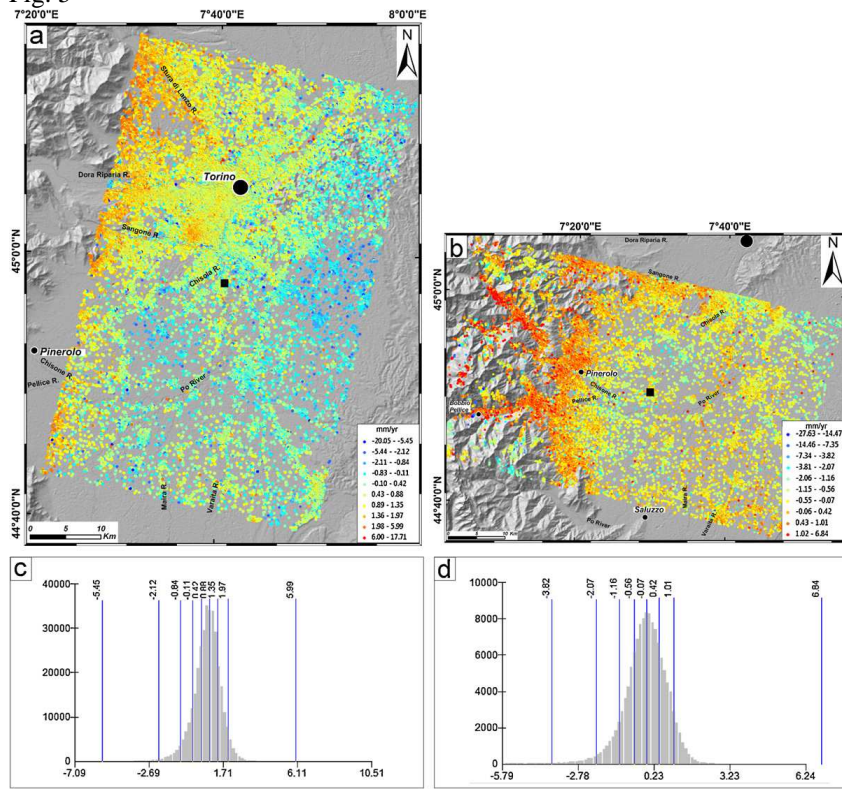 Fig. 3
7°20'0"E
7°40'0"E
8°0'0"E
a
N
Stura di Lanzo R.
Dora Riparia R.
Torino
Sangone R.
45°0'0"N
Chisola R.
Pinerolo
Chisone R.
Pellice R.
Po River
Maira R.
Varaita R.
44°40'0"N
0 5 10
Km
mm/yr
-20.05 - -5.45
-5.44 - -2.12
-2.11 - -0.84
-0.83 - -0.11
-0.10 - 0.42
0.43 - 0.88
0.89 - 1.35
1.36 - 1.97
1.98 - 5.99
6.00 - 17.71
7°20'0"E
7°40'0"E
b
N
Dora Riparia R.
Sangone R.
45°0'0"N
Chisola R.
Pinerolo
Chisone R.
Pellice R.
Po River
Bobbio
Pellice
Maira R.
Varaita R.
Saluzzo
Po River
44°40'0"N
10 Km
mm/yr
-27.63 - -14.47
-14.46 - -7.35
-7.34 - -3.82
-3.81 - -2.07
-2.06 - -1.16
-1.15 - -0.56
-0.55 - -0.07
-0.06 - 0.42
0.43 - 1.01
1.02 - 6.84
c
-5.45
-2.12
-0.84
-0.11
0.42
0.88
1.35
1.97
5.99
40000
30000
20000
10000
0
-7.09
-2.69
1.71
6.11
10.51
d
-3.82
-2.07
-1.16
-0.56
-0.07
0.42
1.01
6.84
10000
8000
6000
4000
2000
0
-5.79
-2.78
0.23
3.23
6.24